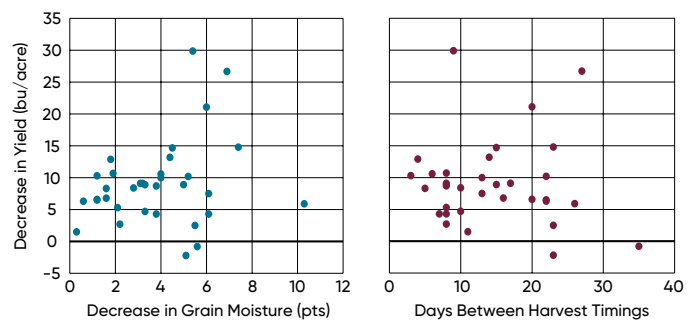 Decrease in Yield (bu/acre)
35
30
25
20
15
10
5
0
−5
0 2 4 6 8 10 12
Decrease in Grain Moisture (pts)
0 10 20 30 40
Days Between Harvest Timings